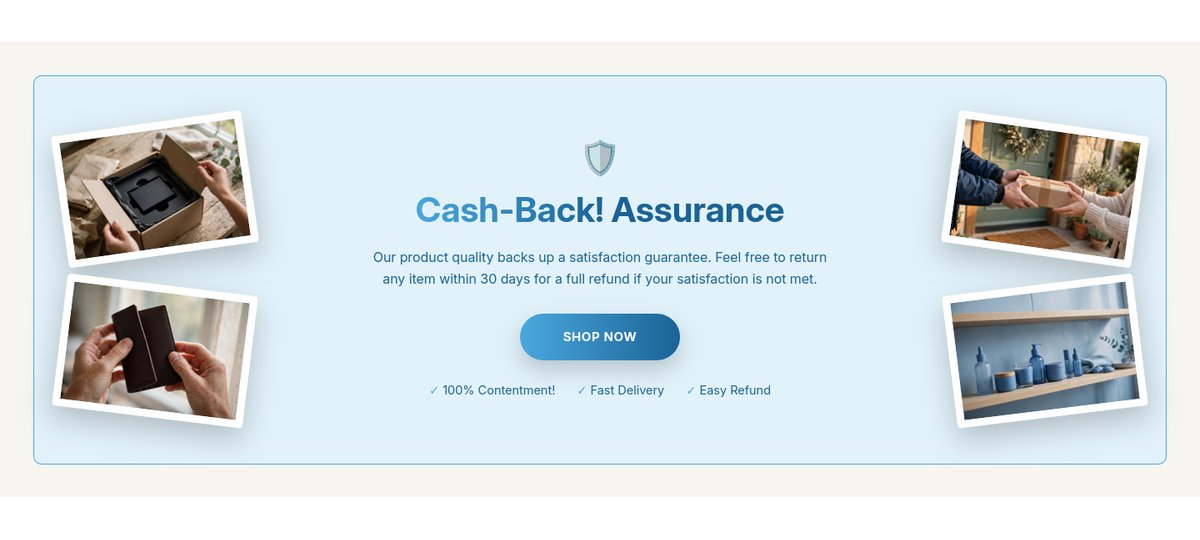 Cash-Back! Assurance
Our product quality backs up a satisfaction guarantee. Feel free to return
any item within 30 days for a full refund if your satisfaction is not met.
SHOP NOW
✓ 100% Contentment! ✓ Fast Delivery ✓ Easy Refund